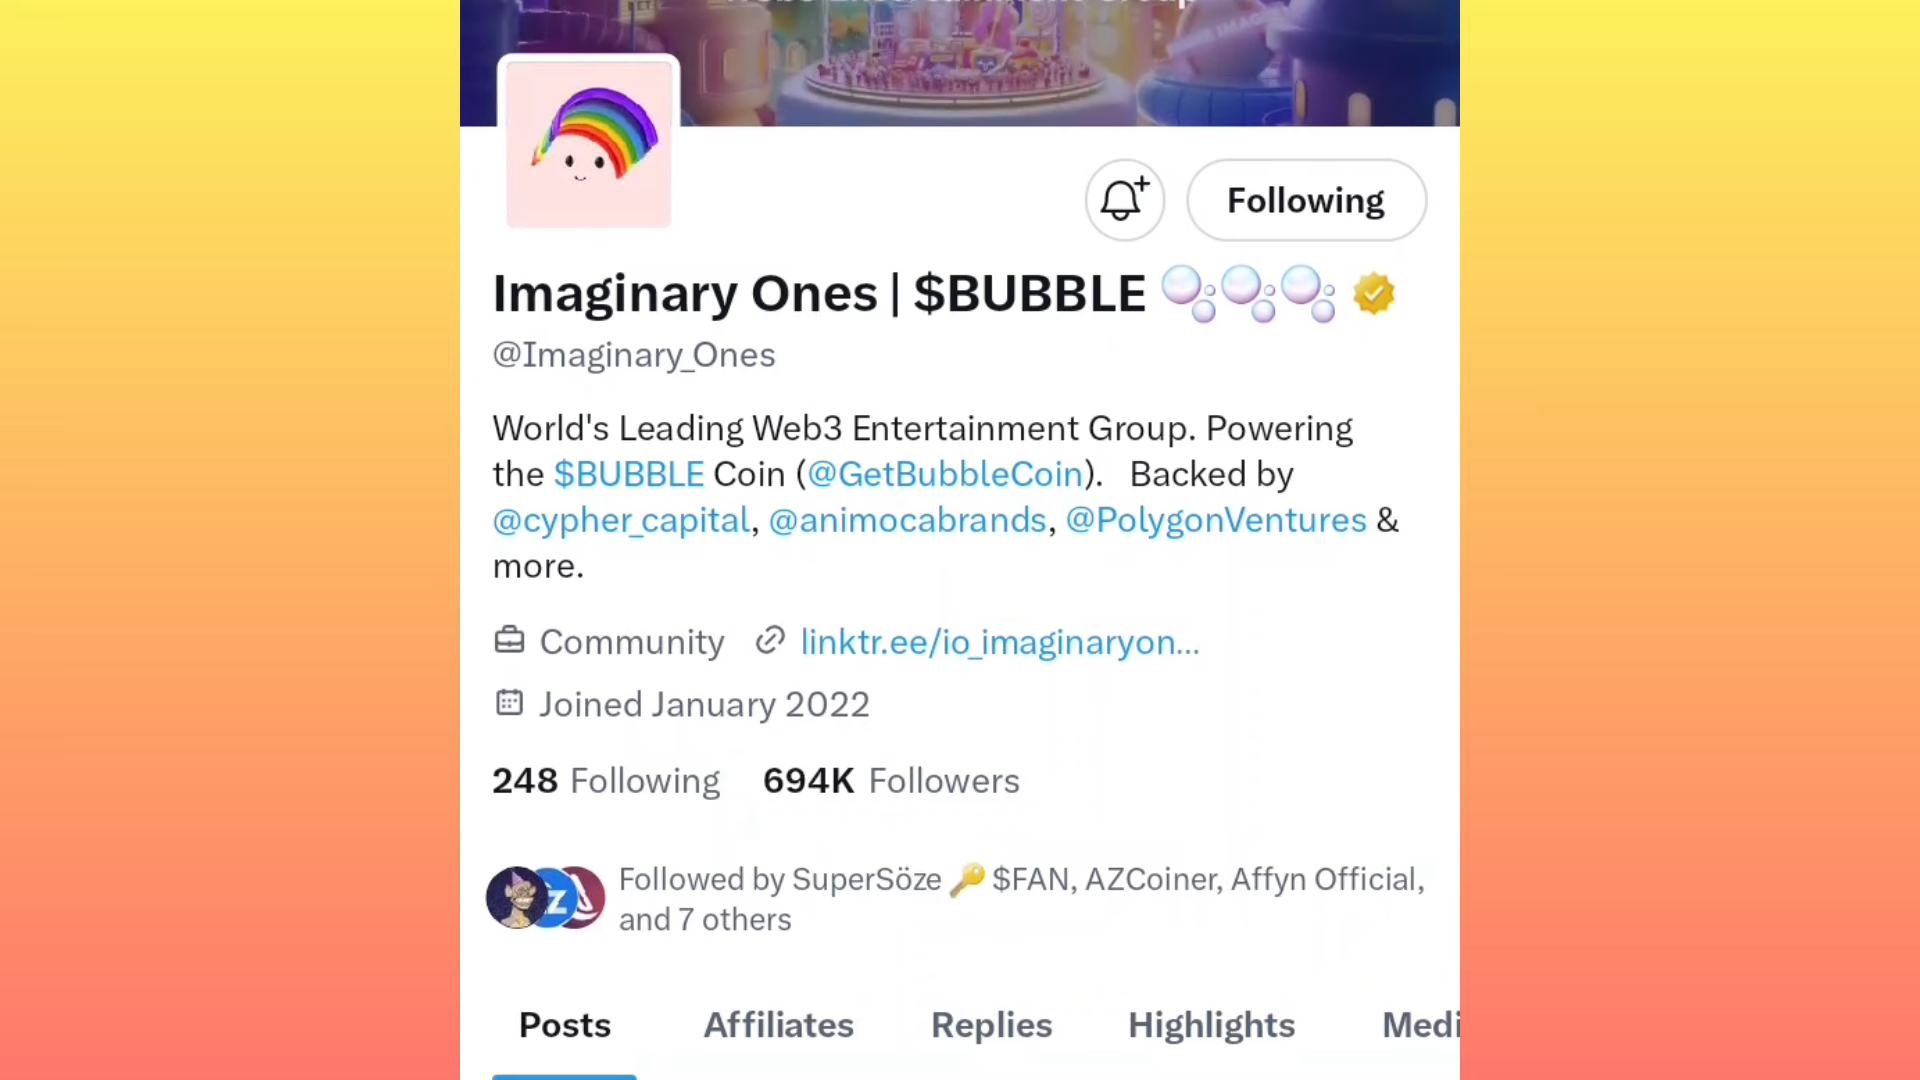 Following
Imaginary Ones | $BUBBLE 🫧🫧🫧
@Imaginary_Ones
World's Leading Web3 Entertainment Group. Powering
the $BUBBLE Coin (@GetBubbleCoin). Backed by
@cypher_capital, @animocabrands, @PolygonVentures &
more.
Community linktr.ee/io_imaginaryon...
Joined January 2022
248 Following 694K Followers
Followed by SuperSöze 🔑 $FAN, AZCoiner, Affyn Official,
and 7 others
Posts Affiliates Replies Highlights Medi